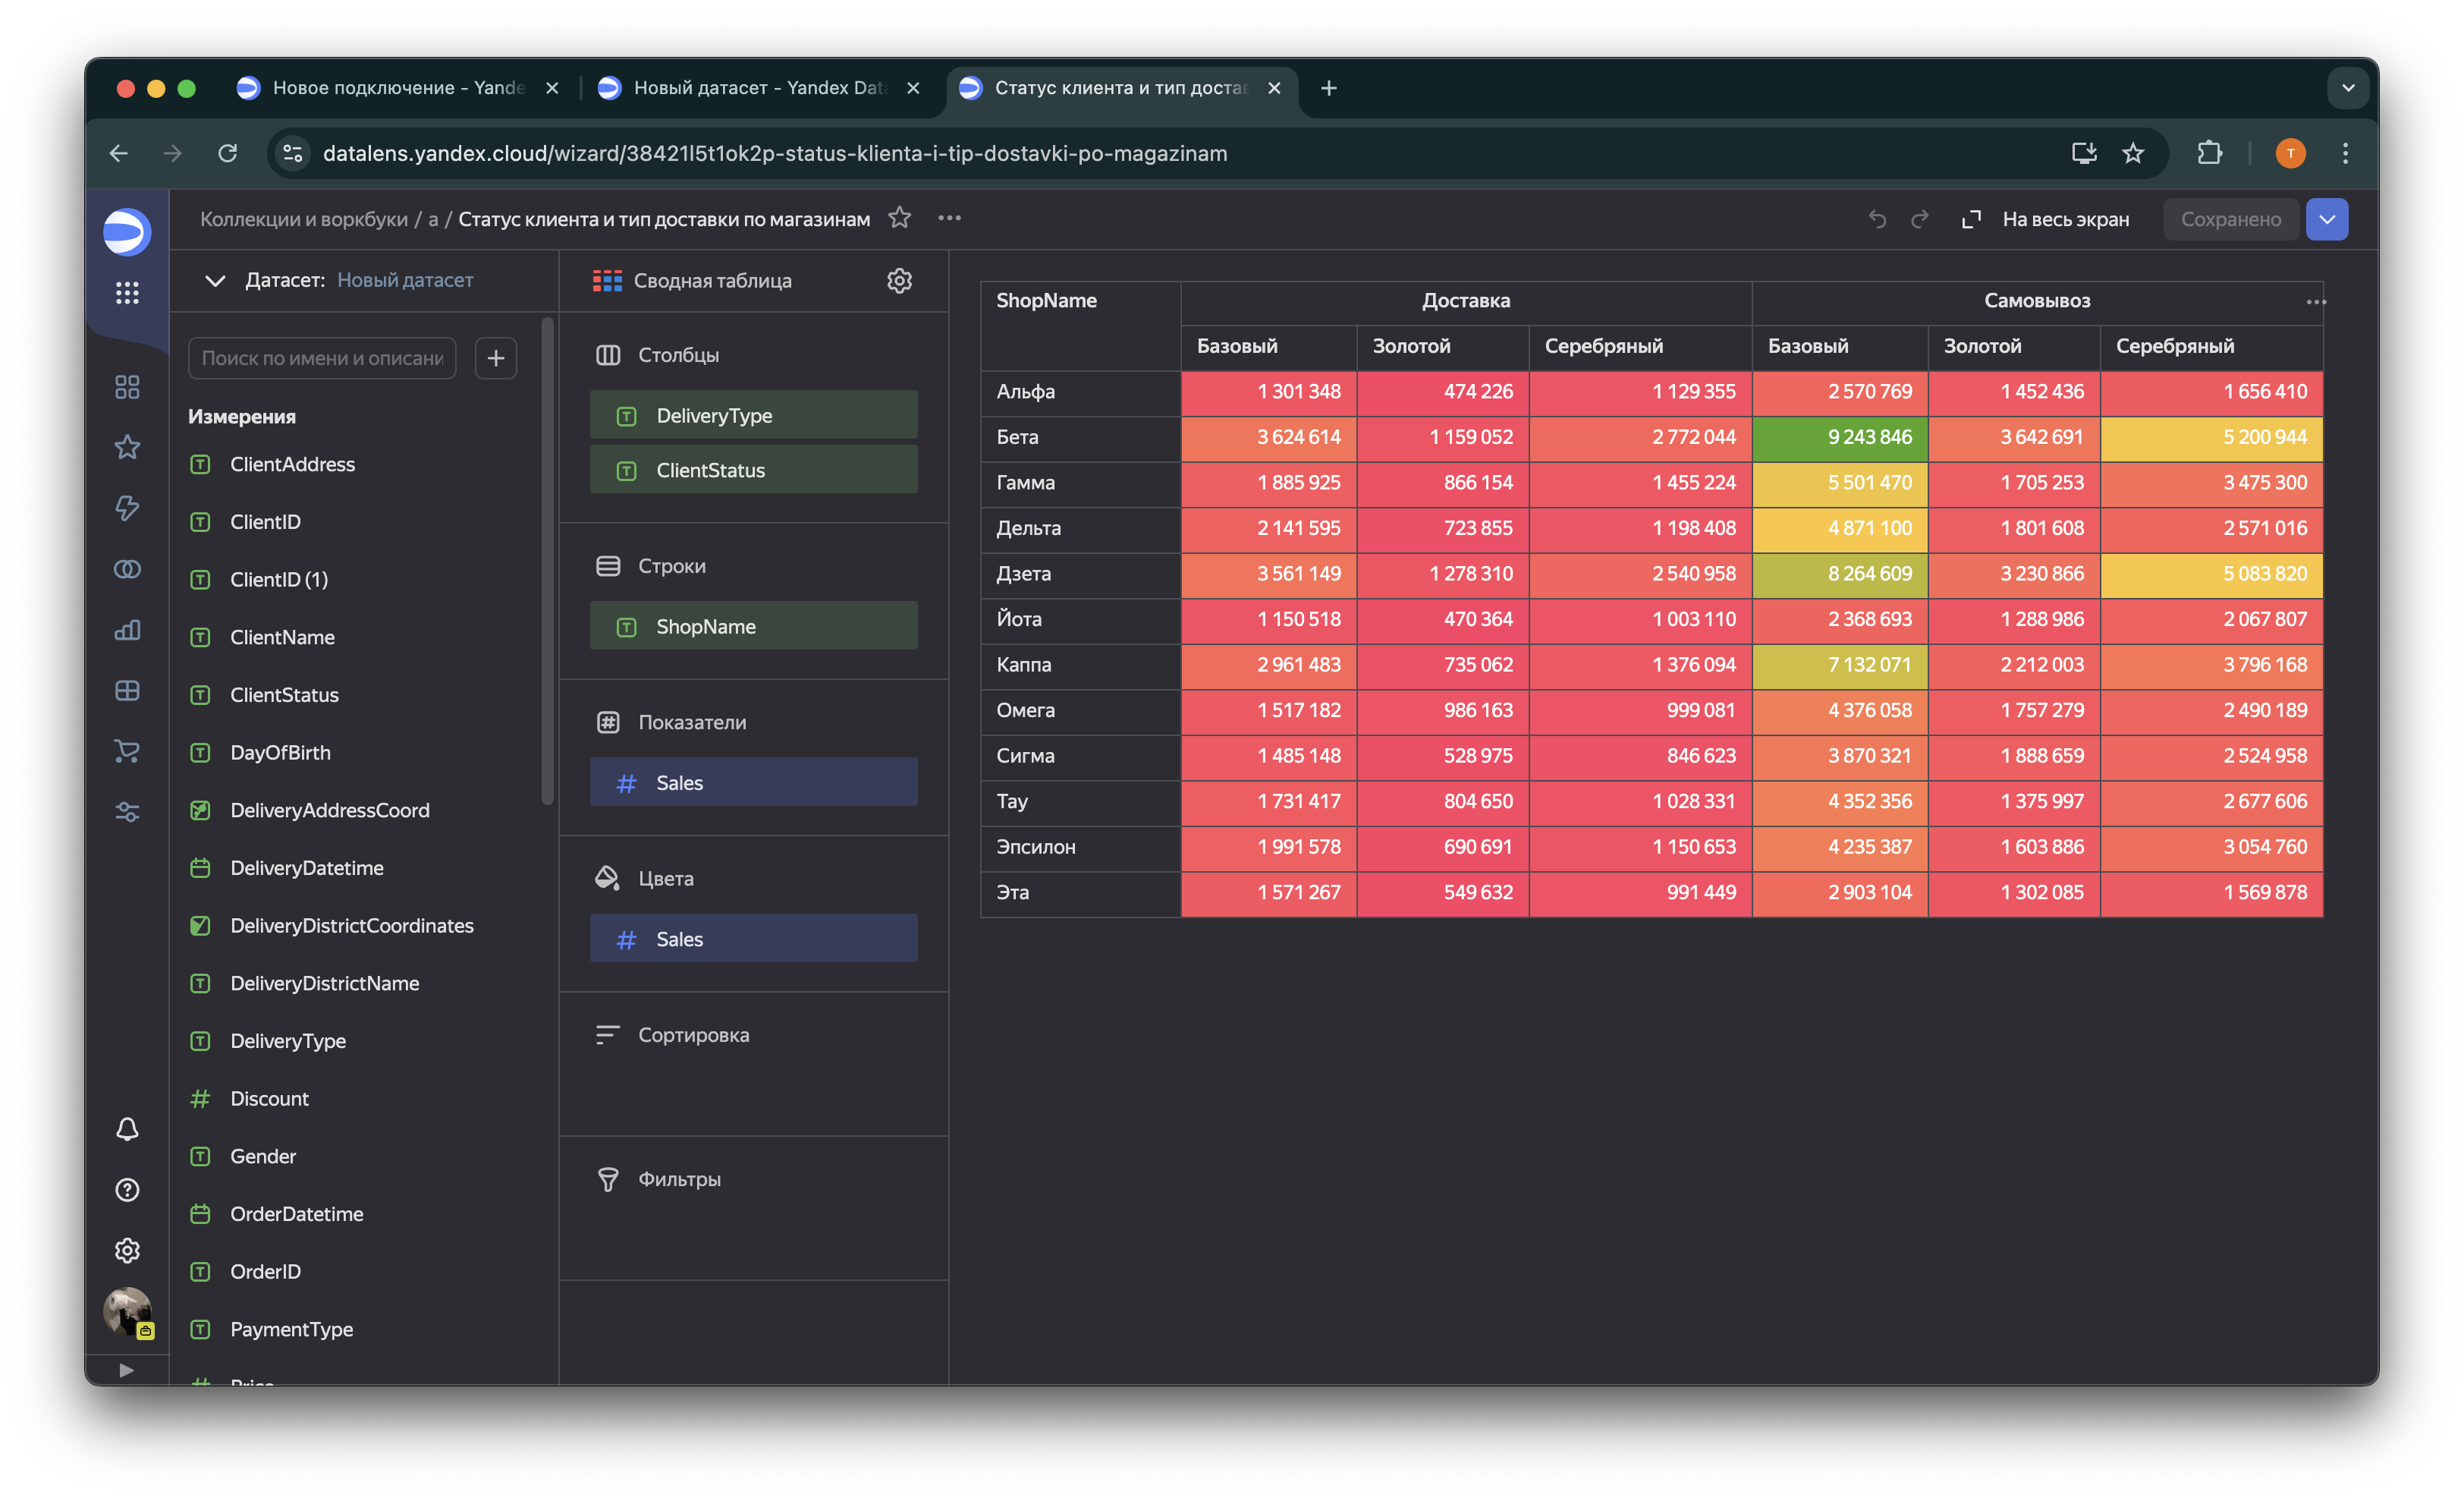 Новое подключение - Yande
Новый датасет - Yandex Data
Статус клиента и тип достав
datalens.yandex.cloud/wizard/38421l5t1ok2p-status-klienta-i-tip-dostavki-po-magazinam
T
Коллекции и воркбуки / a / Статус клиента и тип доставки по магазинам
На весь экран
Сохранено
Датасет: Новый датасет
Поиск по имени и описани
Измерения
ClientAddress
ClientID
ClientID (1)
ClientName
ClientStatus
DayOfBirth
DeliveryAddressCoord
DeliveryDatetime
DeliveryDistrictCoordinates
DeliveryDistrictName
DeliveryType
Discount
Gender
OrderDatetime
OrderID
PaymentType
Price
Сводная таблица
Столбцы
DeliveryType
ClientStatus
Строки
ShopName
Показатели
Sales
Цвета
Sales
Сортировка
Фильтры
ShopName Доставка Самовывоз
Базовый Золотой Серебряный Базовый Золотой Серебряный
Альфа 1 301 348 474 226 1 129 355 2 570 769 1 452 436 1 656 410
Бета 3 624 614 1 159 052 2 772 044 9 243 846 3 642 691 5 200 944
Гамма 1 885 925 866 154 1 455 224 5 501 470 1 705 253 3 475 300
Дельта 2 141 595 723 855 1 198 408 4 871 100 1 801 608 2 571 016
Дзета 3 561 149 1 278 310 2 540 958 8 264 609 3 230 866 5 083 820
Йота 1 150 518 470 364 1 003 110 2 368 693 1 288 986 2 067 807
Каппа 2 961 483 735 062 1 376 094 7 132 071 2 212 003 3 796 168
Омега 1 517 182 986 163 999 081 4 376 058 1 757 279 2 490 189
Сигма 1 485 148 528 975 846 623 3 870 321 1 888 659 2 524 958
Тау 1 731 417 804 650 1 028 331 4 352 356 1 375 997 2 677 606
Эпсилон 1 991 578 690 691 1 150 653 4 235 387 1 603 886 3 054 760
Эта 1 571 267 549 632 991 449 2 903 104 1 302 085 1 569 878